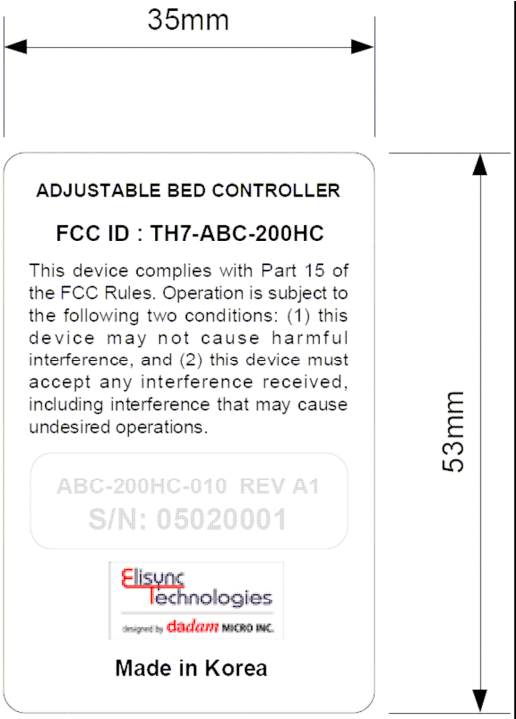 35mm
ADJUSTABLE BED CONTROLLER
FCC ID : TH7-ABC-200HC
This device complies with Part 15 of
the FCC Rules. Operation is subject to
the following two conditions: (1) this
device may not cause harmful
interference, and (2) this device must
accept any interference received,
including interference that may cause
undesired operations.
53mm
ABC-200HC-010 REV A1
S/N: 05020001
Elisync
Technologies
designed by dadam MICRO INC.
Made in Korea